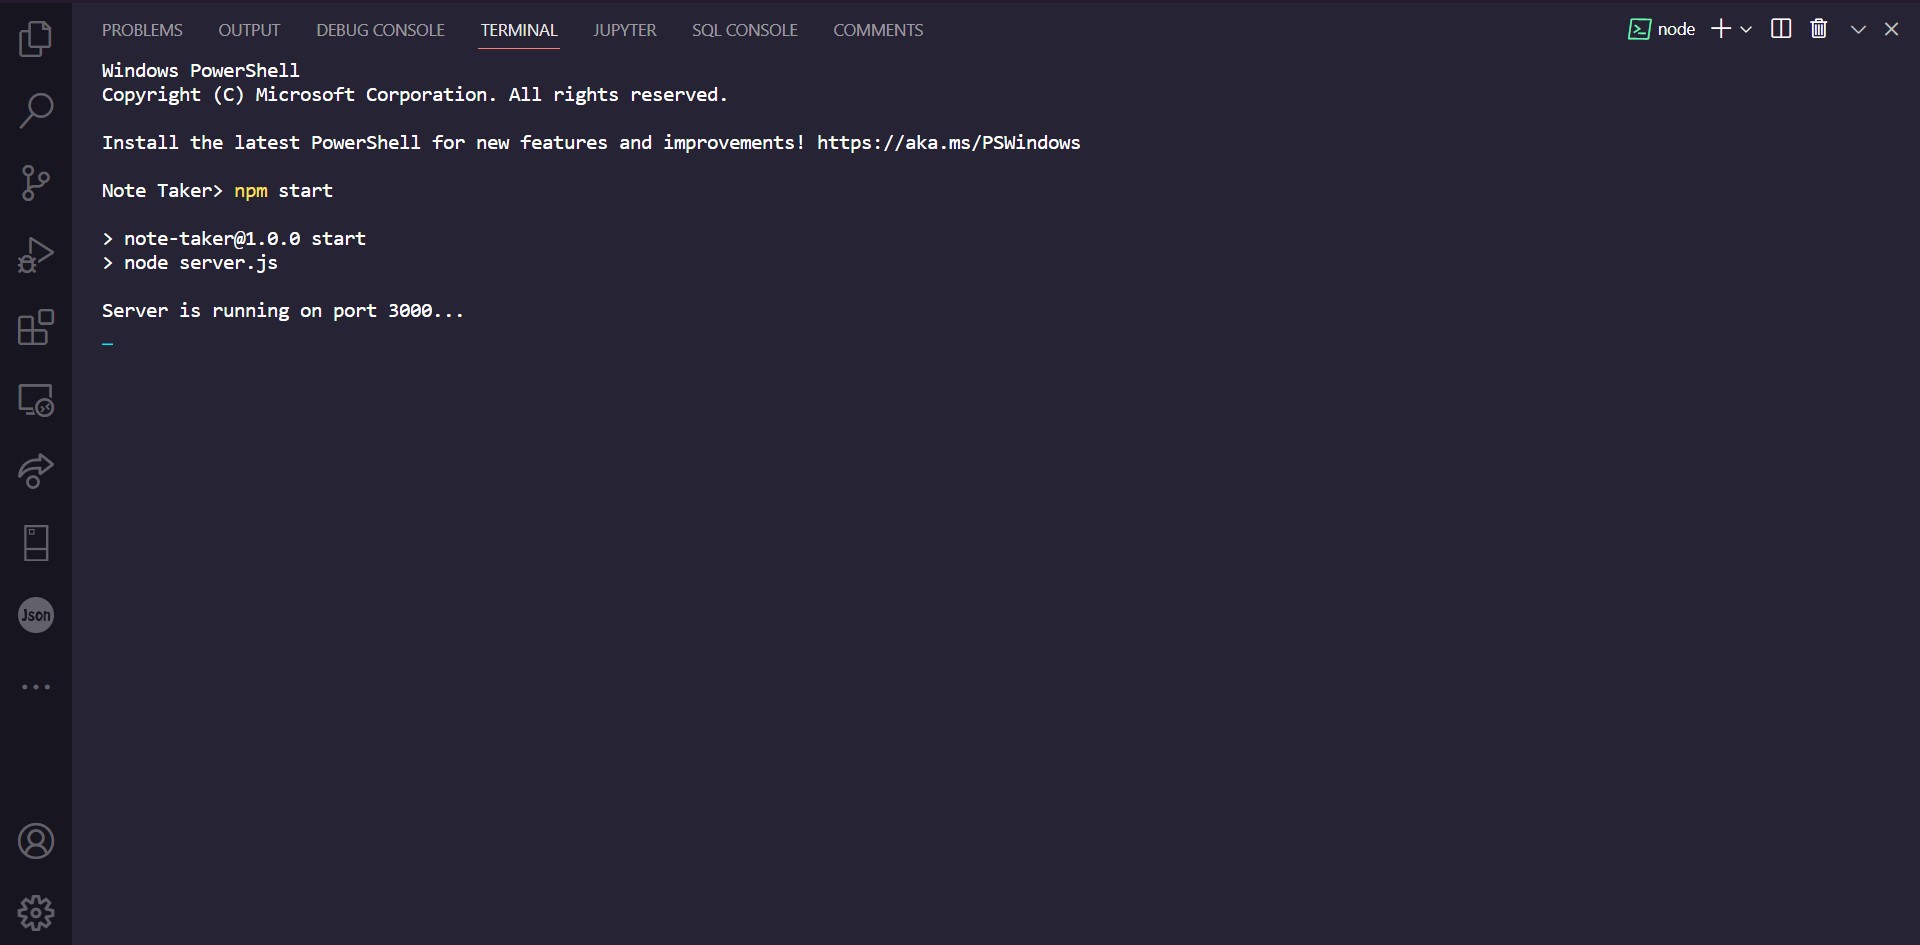 PROBLEMS OUTPUT DEBUG CONSOLE TERMINAL JUPYTER SQL CONSOLE COMMENTS node
Windows PowerShell
Copyright (C) Microsoft Corporation. All rights reserved.
Install the latest PowerShell for new features and improvements! https://aka.ms/PSWindows
Note Taker> npm start
> note-taker@1.0.0 start
> node server.js
Server is running on port 3000...
Json